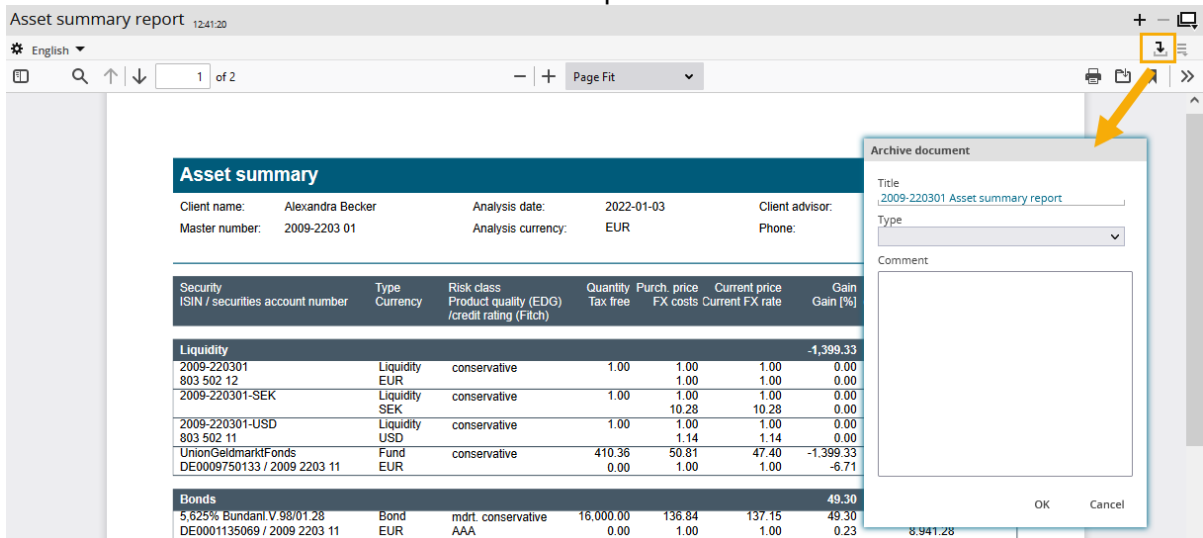 Asset summary report 12:41:20
English
1 of 2 Page Fit
Asset summary
Client name: Alexandra Becker Analysis date: 2022-01-03 Client advisor:
Master number: 2009-2203 01 Analysis currency: EUR Phone:
Security Type Risk class Quantity Purch. price Current price Gain
ISIN / securities account number Currency Product quality (EDG) Tax free FX costs Current FX rate Gain [%]
/credit rating (Fitch)
Liquidity -1,399.33
2009-220301 Liquidity conservative 1.00 1.00 1.00 0.00
803 502 12 EUR 1.00 1.00 0.00
2009-220301-SEK Liquidity conservative 1.00 1.00 1.00 0.00
SEK 10.28 10.28 0.00
2009-220301-USD Liquidity conservative 1.00 1.00 1.00 0.00
803 502 11 USD 1.14 1.14 0.00
UnionGeldmarktFonds Fund conservative 410.36 50.81 47.40 -1,399.33
DE0009750133 / 2009 2203 11 EUR 0.00 1.00 1.00 -6.71
Bonds 49.30
5,625% Bundanl.V.98/01.28 Bond mdrt. conservative 16,000.00 136.84 137.15 49.30
DE0001135069 / 2009 2203 11 EUR AAA 0.00 1.00 1.00 0.23 8.941.28
Archive document
Title
2009-220301 Asset summary report
Type
Comment
OK Cancel